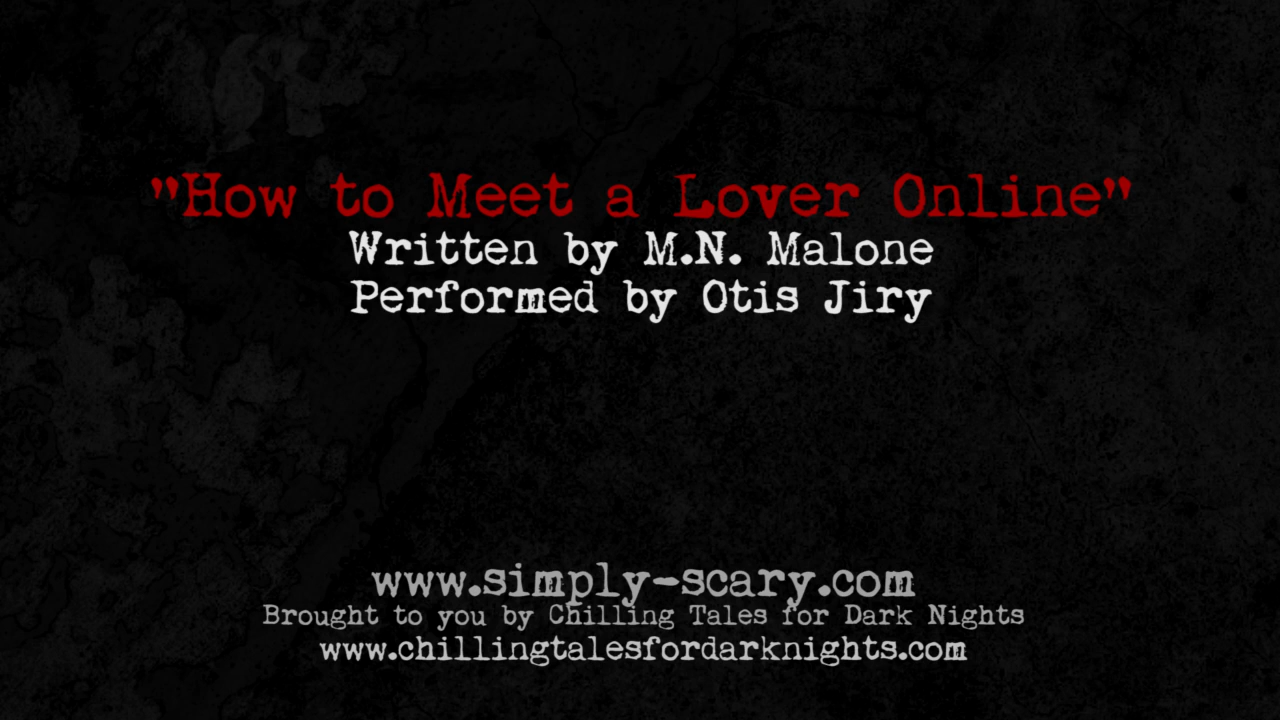 "How to Meet a Lover Online"
Written by M.N. Malone
Performed by Otis Jiry
www.simply-scary.com
Brought to you by Chilling Tales for Dark Nights
www.chillingtalesfordarknights.com